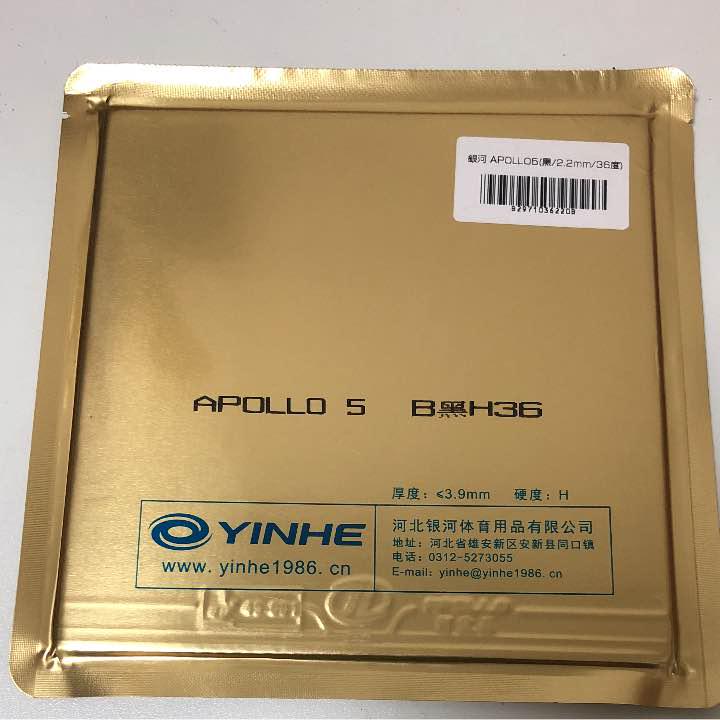 銀河 APOLLO5(黑/2.2mm/36度)
829710362208
APOLLO 5 B黑H36
厚度：≤3.9mm 硬度：H
YINHE
www.yinhe1986.cn
河北银河体育用品有限公司
地址：河北省雄安新区安新县同口镇
电话：0312-5273055
E-mail：yinhe@yinhe1986.cn